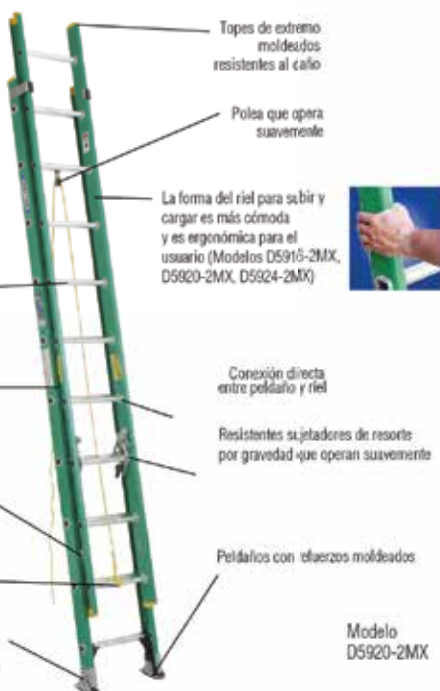 Topes de extremo
moldeados
resistentes al caño
Polea que opera
suavemente
La forma del riel para subir y
cargar es más cómoda
y es ergonómica para el
usuario (Modelos D5916-2MX,
D5920-2MX, D5924-2MX)
Conexión directa
entre peldaño y riel
Resistentes sujetadores de resorte
por gravedad que operan suavemente
Peldaños con refuerzos moldeados
Modelo
D5920-2MX